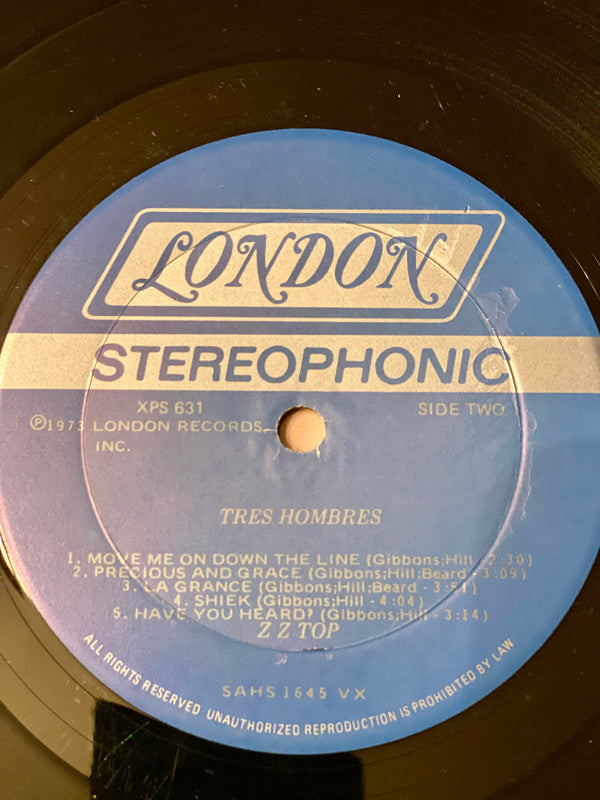 LONDON
STEREOPHONIC
XPS 631
SIDE TWO
℗1973 LONDON RECORDS,
INC.
TRES HOMBRES
1. MOVE ME ON DOWN THE LINE (Gibbons;Hill - 2:30)
2. PRECIOUS AND GRACE (Gibbons;Hill;Beard - 3:09)
3. LA GRANCE (Gibbons;Hill;Beard - 3:51)
4. SHIEK (Gibbons;Hill - 4:04)
5. HAVE YOU HEARD? (Gibbons;Hill - 3:14)
Z Z TOP
SAHS 1645 VX
ALL RIGHTS RESERVED UNAUTHORIZED REPRODUCTION IS PROHIBITED BY LAW